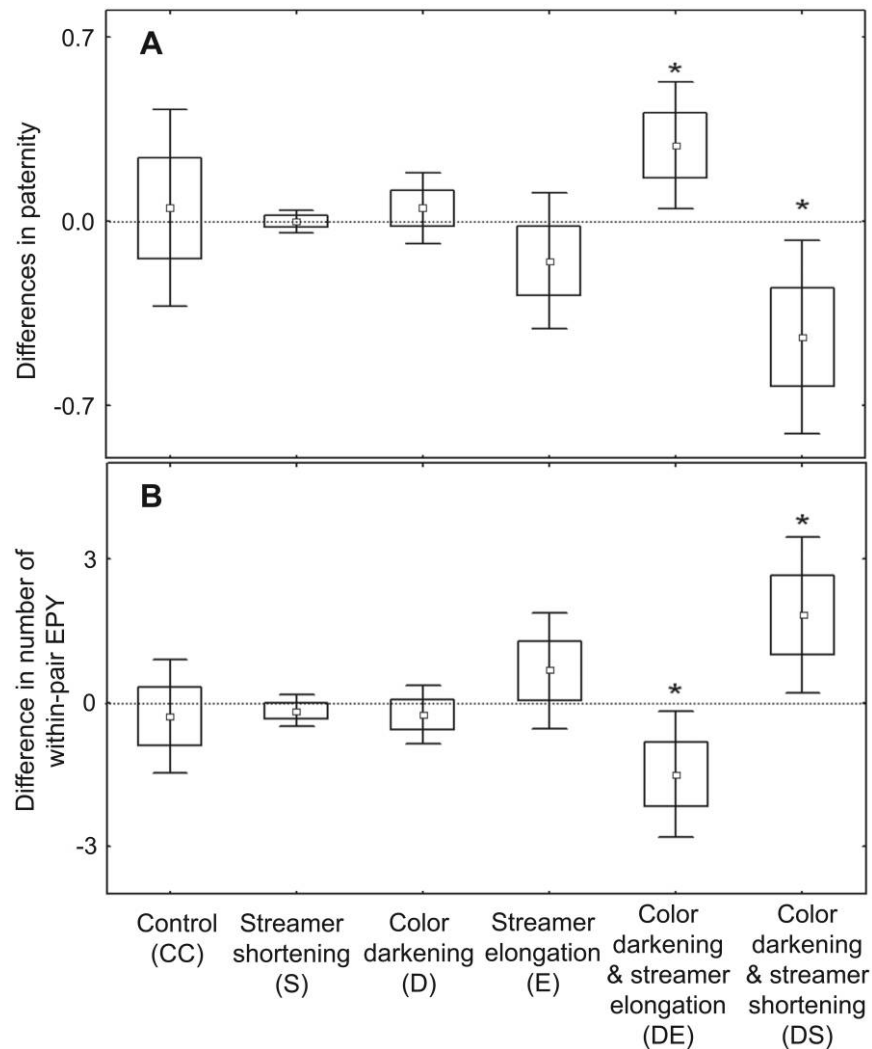 A
0.7
0.0
-0.7
Differences in paternity
*
*
B
3
0
-3
Difference in number of
within-pair EPY
*
*
Control
(CC)
Streamer
shortening
(S)
Color
darkening
(D)
Streamer
elongation
(E)
Color
darkening
& streamer
elongation
(DE)
Color
darkening
& streamer
shortening
(DS)